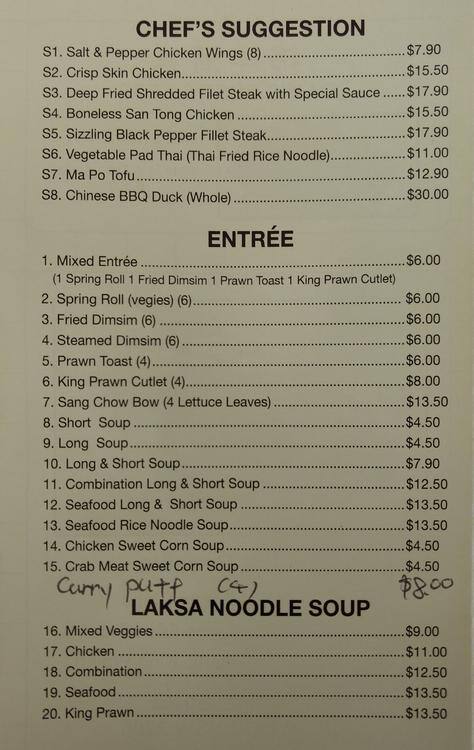 CHEF'S SUGGESTION
S1. Salt & Pepper Chicken Wings (8) $7.90
S2. Crisp Skin Chicken $15.50
S3. Deep Fried Shredded Filet Steak with Special Sauce $17.90
S4. Boneless San Tong Chicken $15.50
S5. Sizzling Black Pepper Fillet Steak $17.90
S6. Vegetable Pad Thai (Thai Fried Rice Noodle) $11.00
S7. Ma Po Tofu $12.90
S8. Chinese BBQ Duck (Whole) $30.00
ENTRÉE
1. Mixed Entrée $6.00
(1 Spring Roll 1 Fried Dimsim 1 Prawn Toast 1 King Prawn Cutlet)
2. Spring Roll (vegies) (6) $6.00
3. Fried Dimsim (6) $6.00
4. Steamed Dimsim (6) $6.00
5. Prawn Toast (4) $6.00
6. King Prawn Cutlet (4) $8.00
7. Sang Chow Bow (4 Lettuce Leaves) $13.50
8. Short Soup $4.50
9. Long Soup $4.50
10. Long & Short Soup $7.90
11. Combination Long & Short Soup $12.50
12. Seafood Long & Short Soup $13.50
13. Seafood Rice Noodle Soup $13.50
14. Chicken Sweet Corn Soup $4.50
15. Crab Meat Sweet Corn Soup $4.50
Curry puff (4) $8.00
LAKSA NOODLE SOUP
16. Mixed Veggies $9.00
17. Chicken $11.00
18. Combination $12.50
19. Seafood $13.50
20. King Prawn $13.50